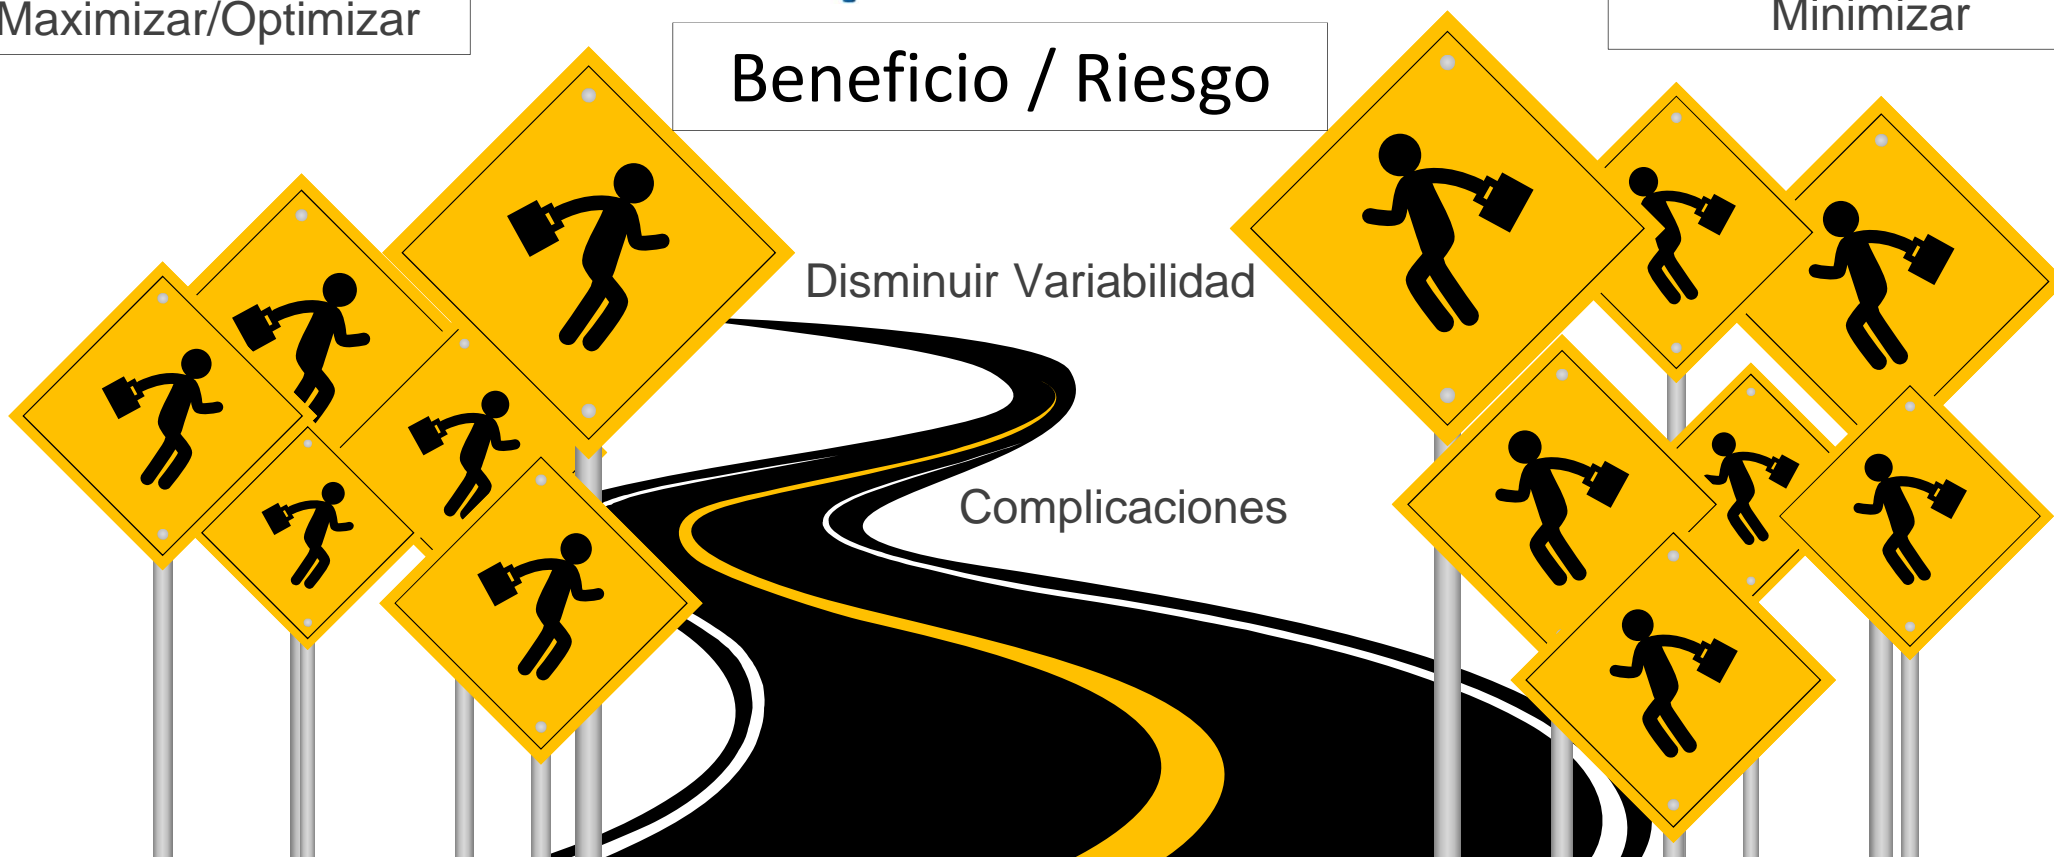 Maximizar/Optimizar
Minimizar
Beneficio / Riesgo
Disminuir Variabilidad
Complicaciones